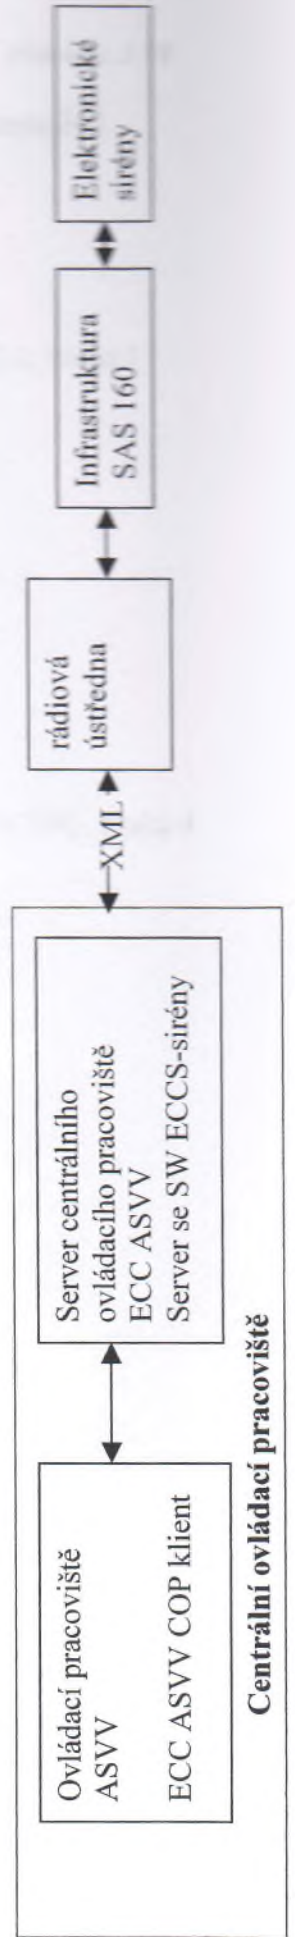 Ovládací pracoviště
ASVV
ECC ASVV COP klient
Server centrálního
ovládacího pracoviště
ECC ASVV
Server se SW ECCS-sirény
Centrální ovládací pracoviště
XML
rádiová
ústředna
Infrastruktura
SAS 160
Elektronické
sirény